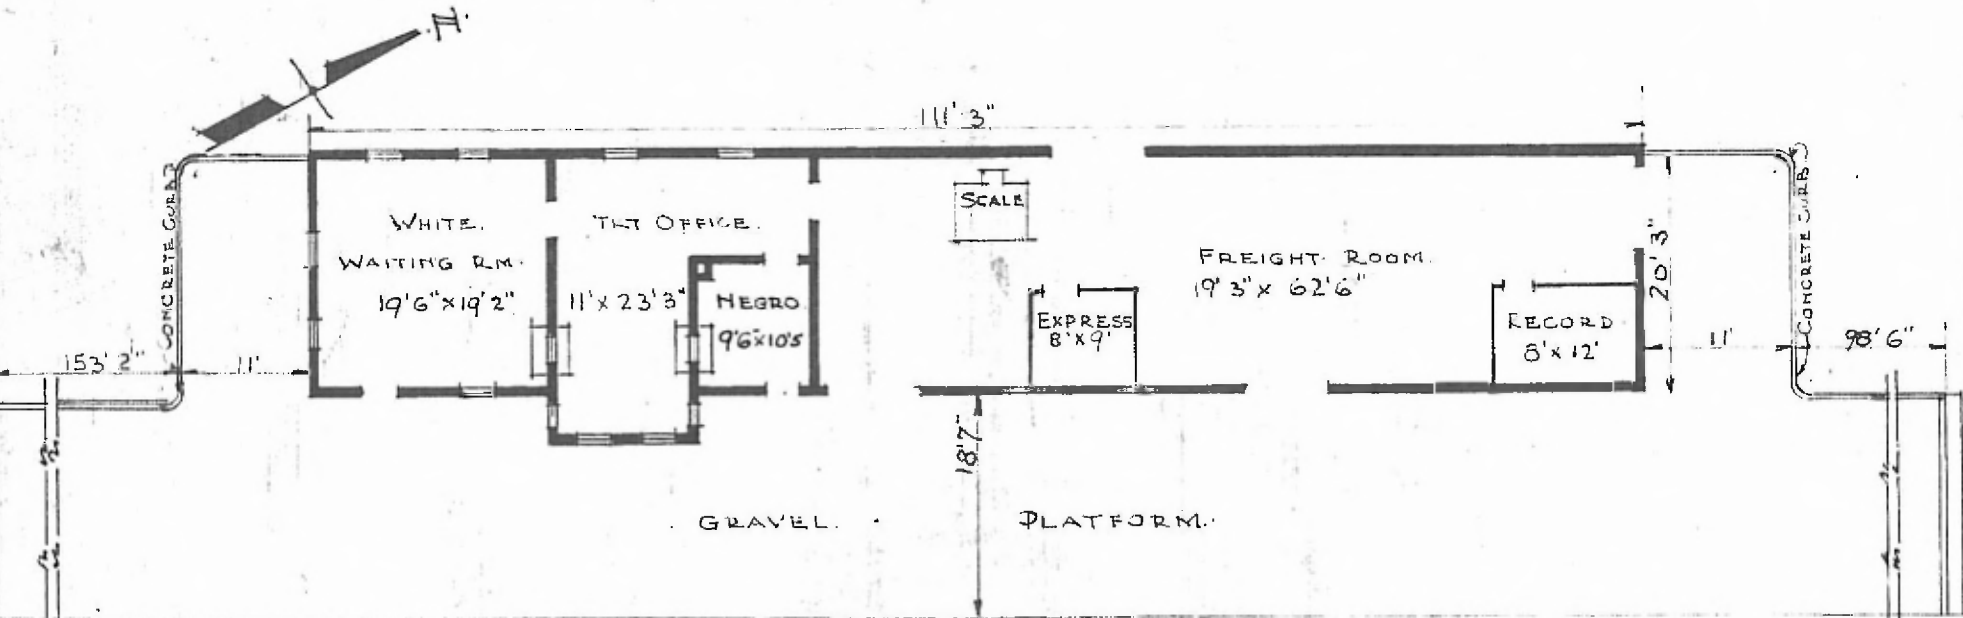 N.
111' 3"
CONCRETE CURB
WHITE.
WAITING RM.
19'6" x 19'2"
TKT OFFICE.
11' x 23'3"
NEGRO
9'6" x 10'5
SCALE
EXPRESS
8' x 9'
FREIGHT ROOM.
19' 3" x 62' 6"
RECORD
8' x 12'
20' 3"
CONCRETE CURB
153' 2"
11'
11'
98' 6"
18'7"
GRAVEL.
PLATFORM.